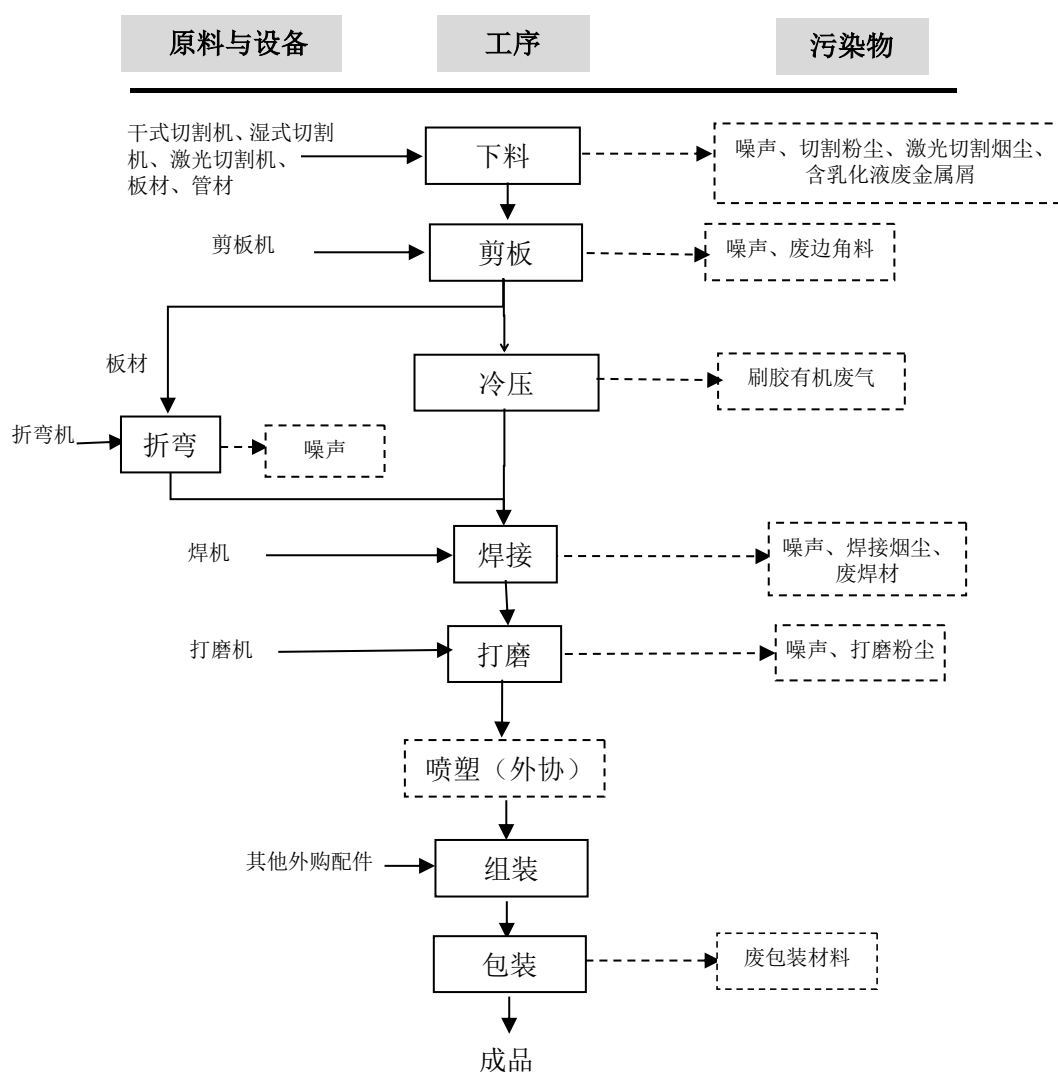 原料与设备
工序
污染物
干式切割机、湿式切割
机、激光切割机、
板材、管材
下料
噪声、切割粉尘、激光切割烟尘、
含乳化液废金属屑
剪板机
剪板
噪声、废边角料
板材
冷压
刷胶有机废气
折弯机
折弯
噪声
焊机
焊接
噪声、焊接烟尘、
废焊材
打磨机
打磨
噪声、打磨粉尘
喷塑（外协）
其他外购配件
组装
包装
废包装材料
成品